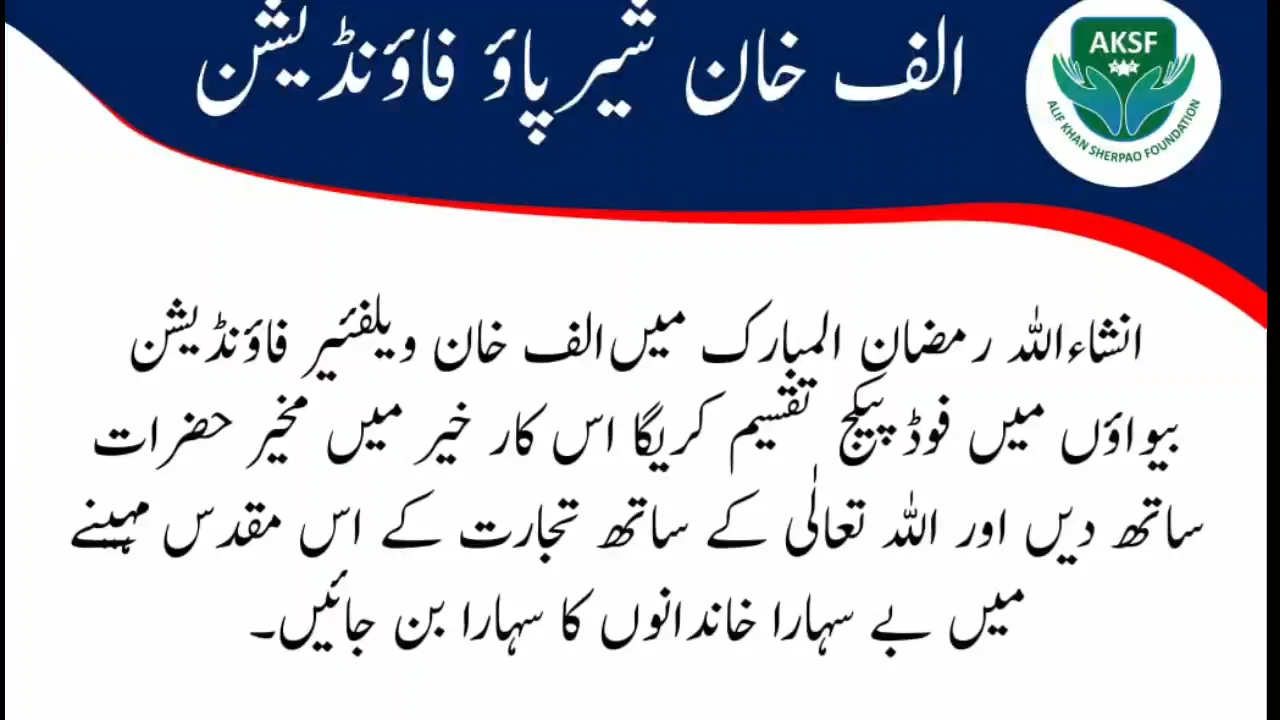 الف خان شیرپاؤ فاؤنڈیشن
AKSF
ALIF KHAN SHERPAO FOUNDATION
انشاءاللہ رمضان المبارک میں الف خان ویلفئیر فاؤنڈیشن
بیواؤں میں فوڈ پیکج تقسیم کریگا اس کار خیر میں مخیر حضرات
ساتھ دیں اور اللہ تعالٰی کے ساتھ تجارت کے اس مقدس مہینے
میں بے سہارا خاندانوں کا سہارا بن جائیں۔